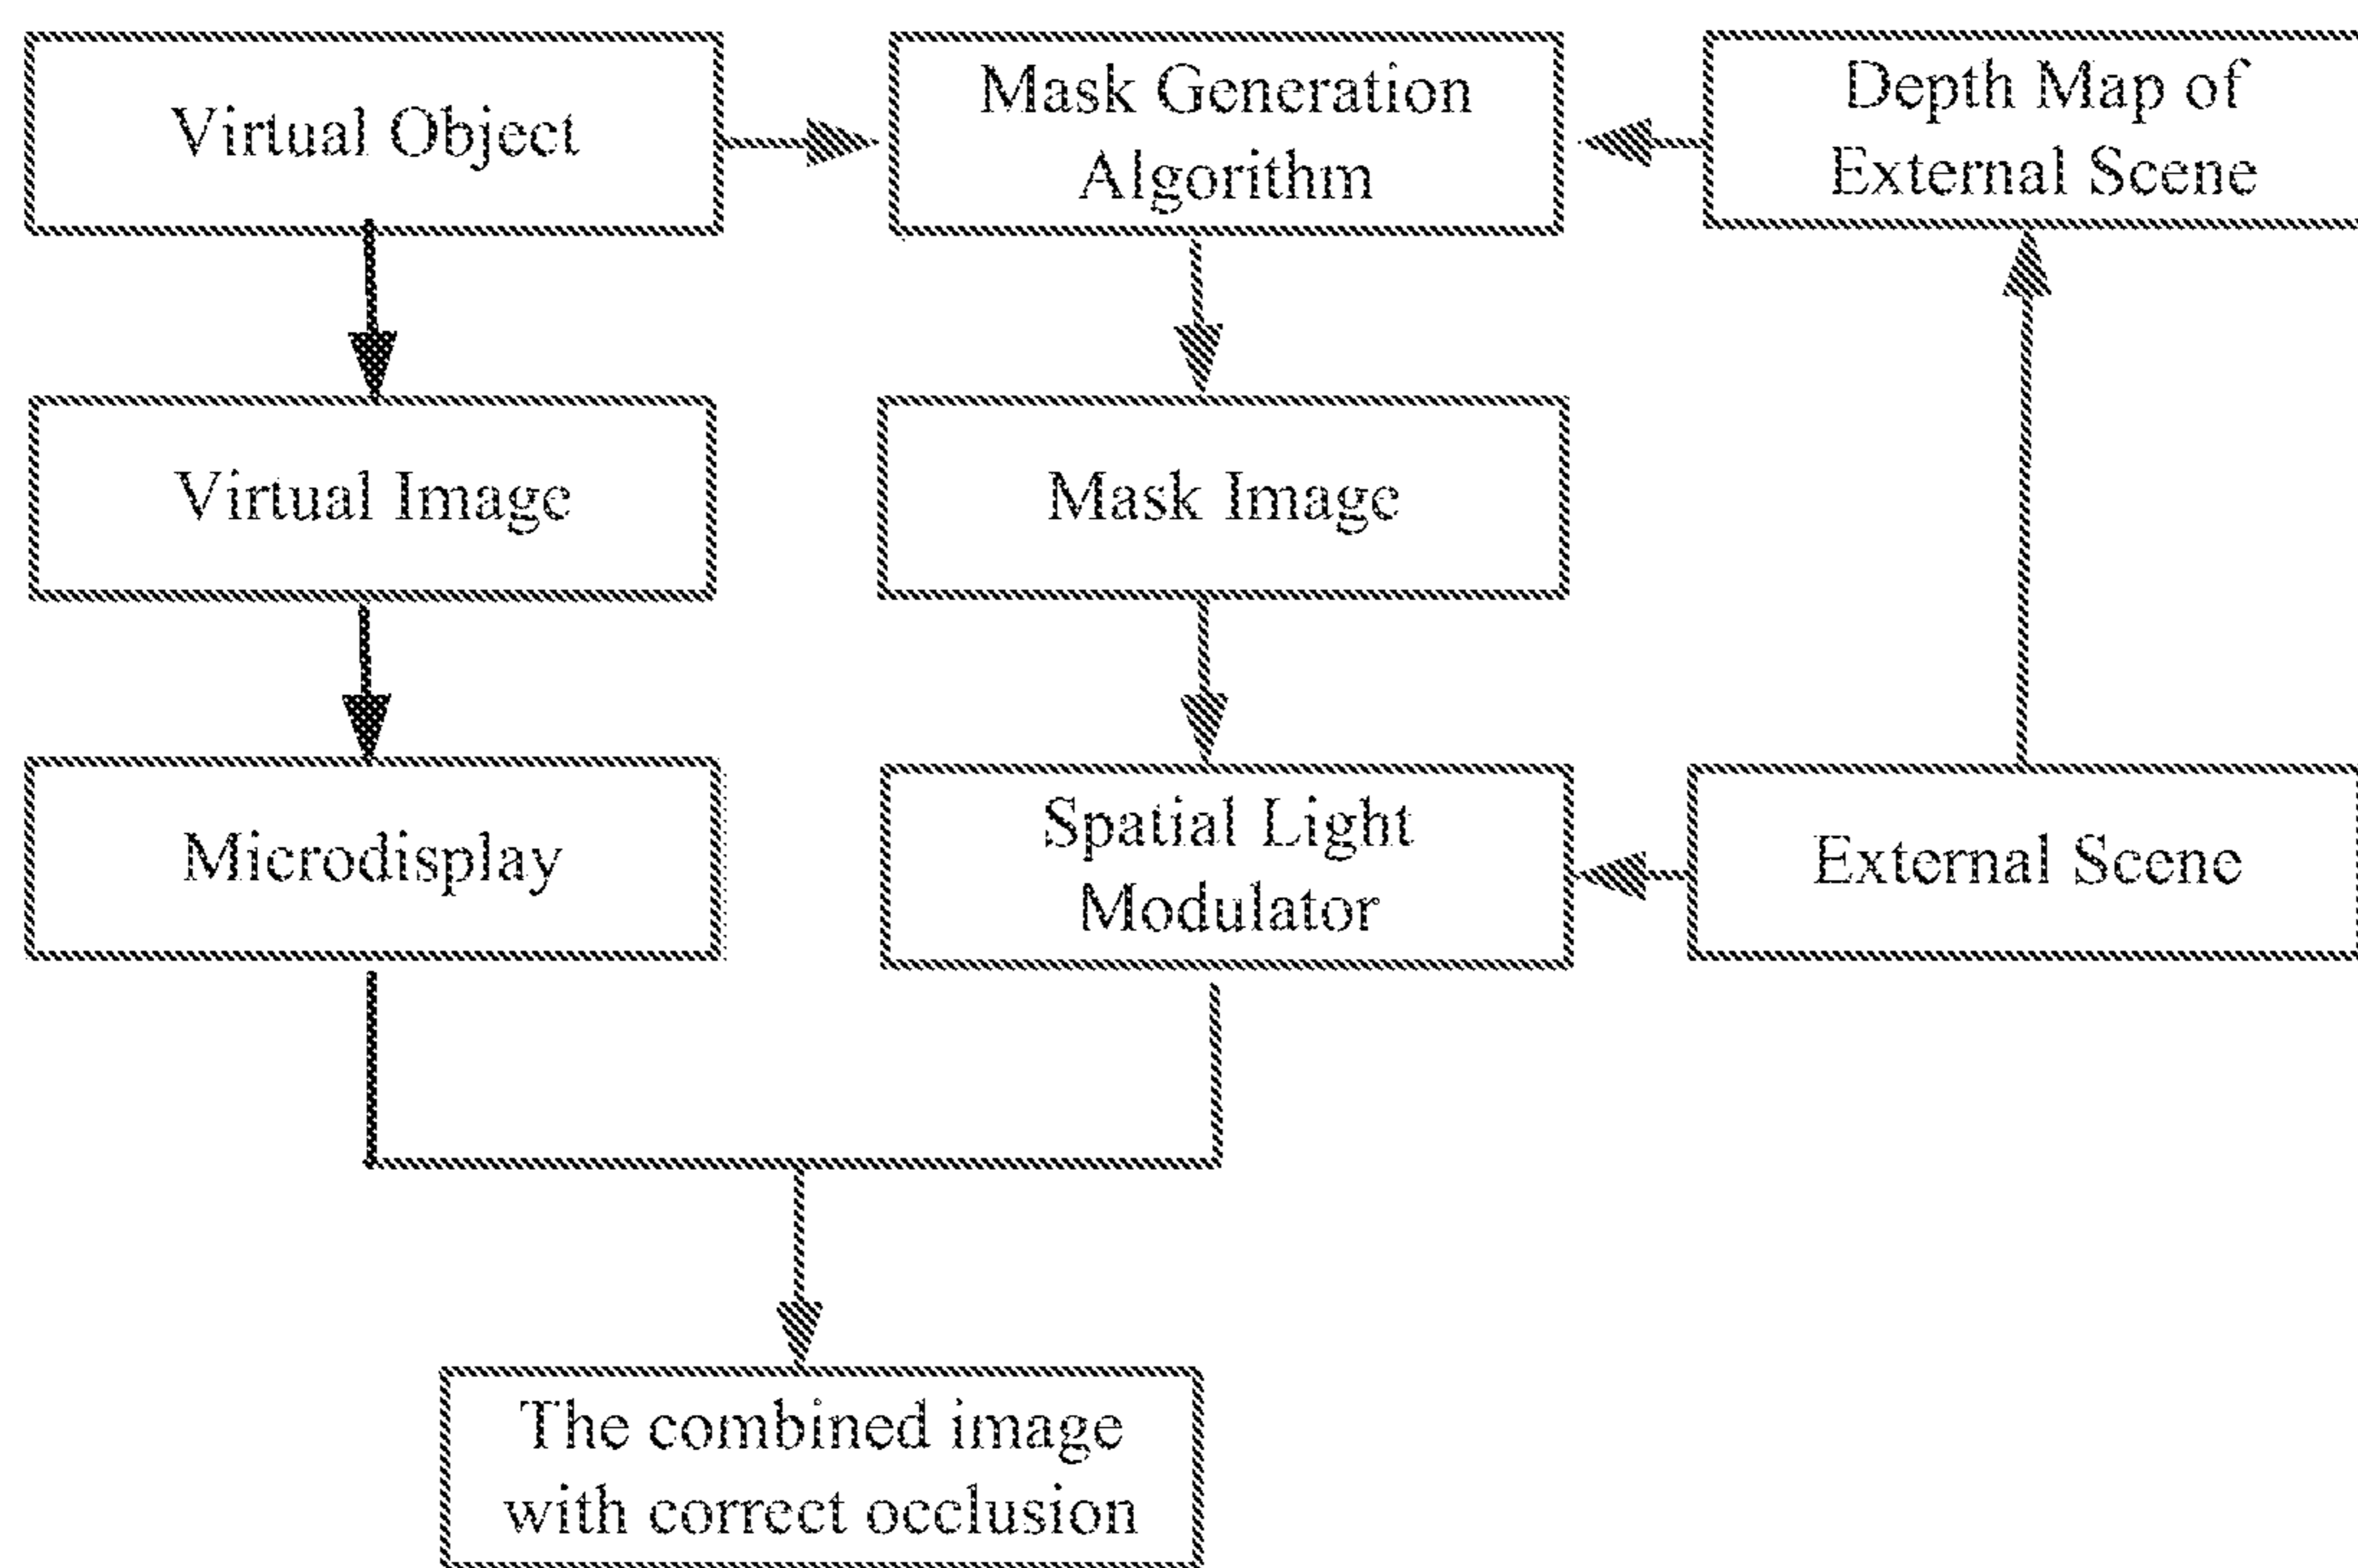 Virtual Object
Mask Generation
Algorithm
Depth Map of
External Scene
Virtual Image
Mask Image
Microdisplay
Spatial Light
Modulator
External Scene
The combined image
with correct occlusion